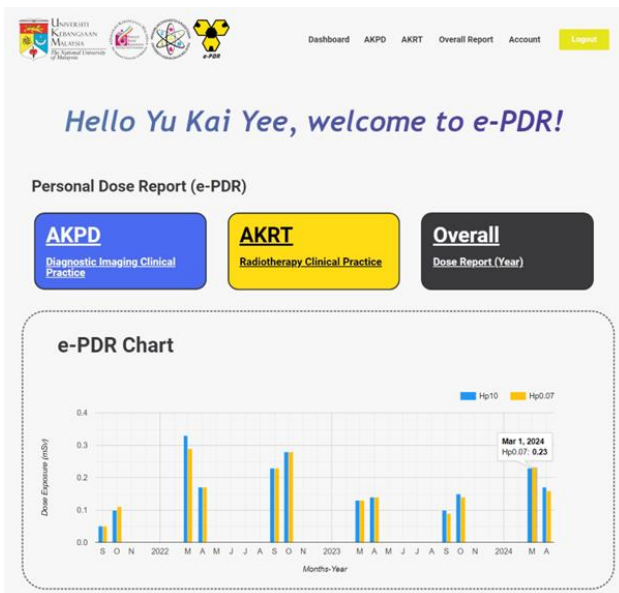 UNIVERSITI
KEBANGSAAN
MALAYSIA
The National University
of Malaysia
e-PDR
Dashboard AKPD AKRT Overall Report Account Logout
Hello Yu Kai Yee, welcome to e-PDR!
Personal Dose Report (e-PDR)
AKPD
Diagnostic Imaging Clinical
Practice
AKRT
Radiotherapy Clinical Practice
Overall
Dose Report (Year)
e-PDR Chart
Hp10 Hp0.07
Mar 1, 2024
Hp0.07: 0.23
Dose Exposure (mSv)
0.4
0.3
0.2
0.1
0.0
S O N 2022 M A M J J A S O N 2023 M A M J J A S O N 2024 M A
Months-Year